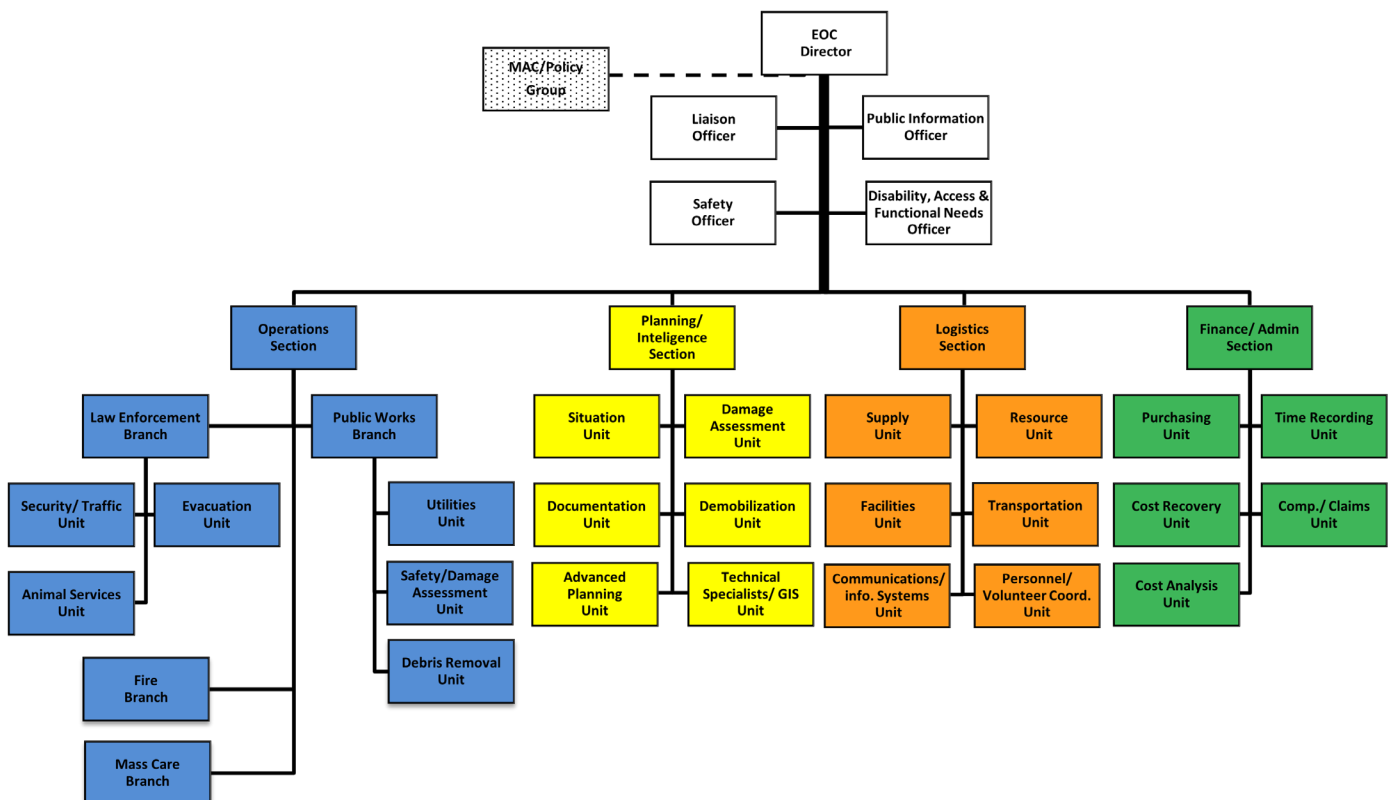 EOC
Director
MAC/Policy
Group
Liaison
Officer
Public Information
Officer
Safety
Officer
Disability, Access &
Functional Needs
Officer
Operations
Section
Planning/
Inteligence
Section
Logistics
Section
Finance/ Admin
Section
Law Enforcement
Branch
Public Works
Branch
Situation
Unit
Damage
Assessment
Unit
Supply
Unit
Resource
Unit
Purchasing
Unit
Time Recording
Unit
Security/ Traffic
Unit
Evacuation
Unit
Utilities
Unit
Documentation
Unit
Demobilization
Unit
Facilities
Unit
Transportation
Unit
Cost Recovery
Unit
Comp./ Claims
Unit
Animal Services
Unit
Safety/Damage
Assessment
Unit
Advanced
Planning
Unit
Technical
Specialists/ GIS
Unit
Communications/
info. Systems
Unit
Personnel/
Volunteer Coord.
Unit
Cost Analysis
Unit
Fire
Branch
Debris Removal
Unit
Mass Care
Branch